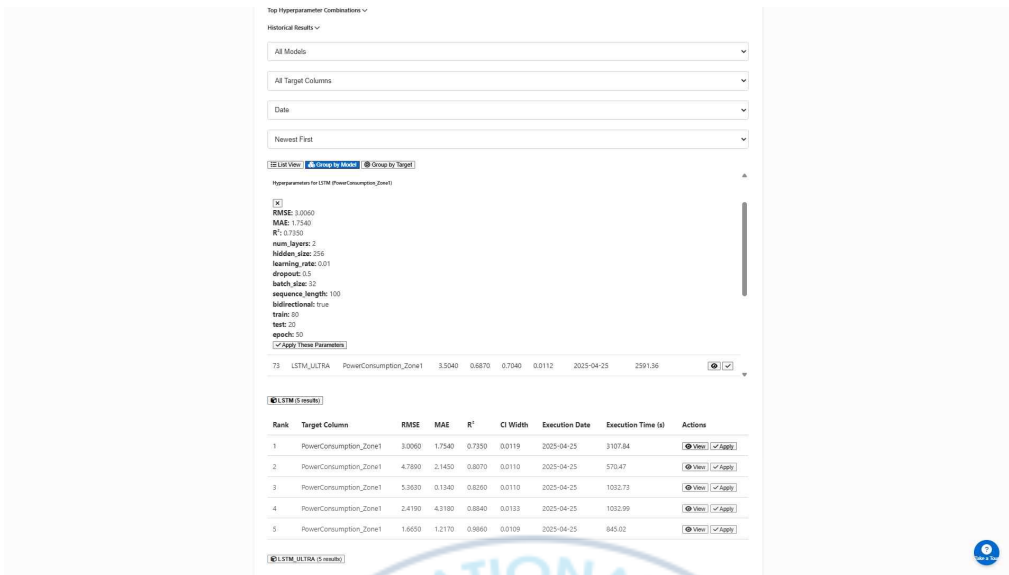 Top Hyperparameter Combinations
Historical Results
All Models
All Target Columns
Date
Newest First
List View Group by Model Group by Target
Hyperparameters for LSTM (PowerConsumption_Zone1)
RMSE: 3.0060
MAE: 1.7540
R²: 0.7350
num_layers: 2
hidden_size: 256
learning_rate: 0.01
dropout: 0.5
batch_size: 32
sequence_length: 100
bidirectional: true
train: 80
test: 20
epoch: 50
Apply These Parameters
73 LSTM_ULTRA PowerConsumption_Zone1 3.5040 0.6870 0.7040 0.0112 2025-04-25 2591.36
LSTM (5 results)
Rank Target Column RMSE MAE R² CI Width Execution Date Execution Time (s) Actions
1 PowerConsumption_Zone1 3.0060 1.7540 0.7350 0.0119 2025-04-25 3107.84 View Apply
2 PowerConsumption_Zone1 4.7890 2.1450 0.8070 0.0110 2025-04-25 570.47 View Apply
3 PowerConsumption_Zone1 5.3630 0.1340 0.8260 0.0110 2025-04-25 1032.73 View Apply
4 PowerConsumption_Zone1 2.4190 4.3180 0.8840 0.0133 2025-04-25 1032.99 View Apply
5 PowerConsumption_Zone1 1.6650 1.2170 0.9860 0.0109 2025-04-25 845.02 View Apply
LSTM_ULTRA (5 results)